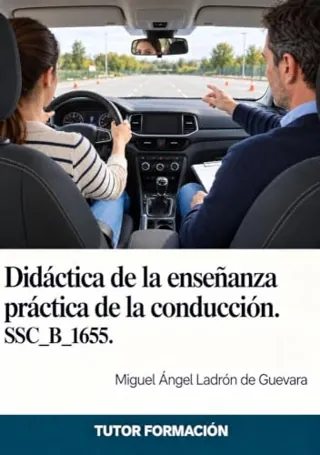 Didáctica de la enseñanza
práctica de la conducción.
SSC_B_1655.
Miguel Ángel Ladrón de Guevara
TUTOR FORMACIÓN